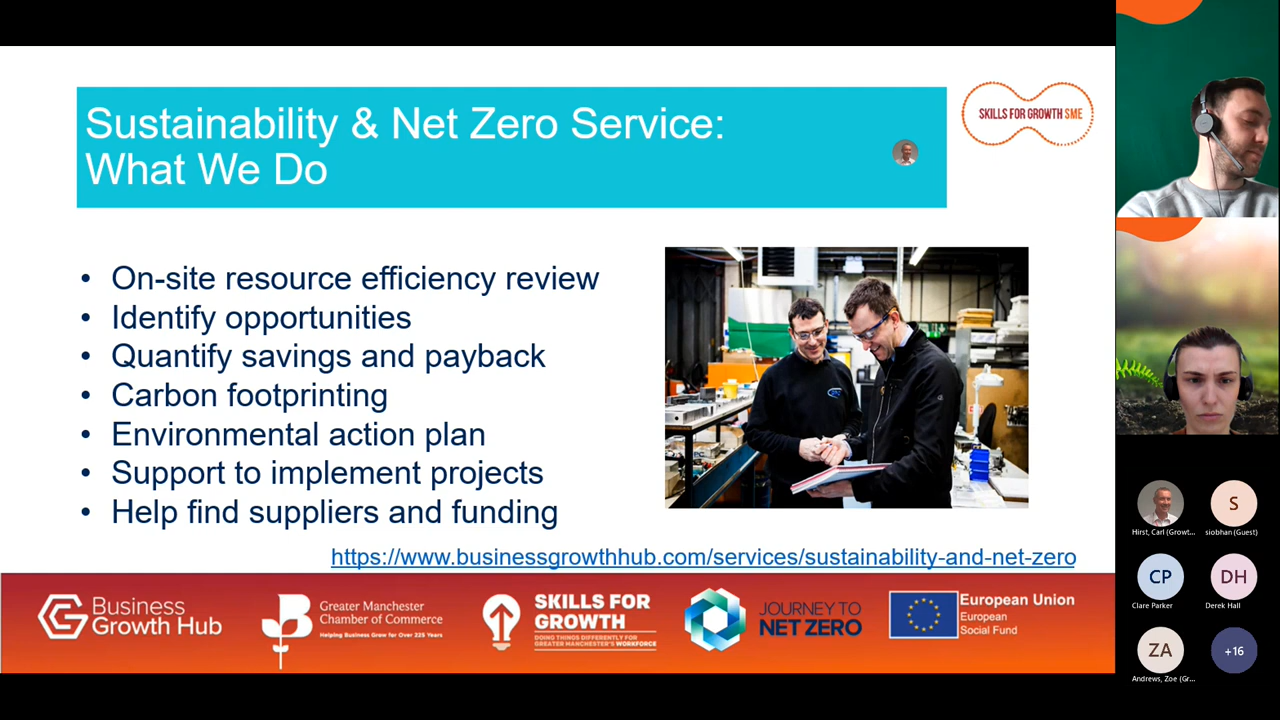 Sustainability & Net Zero Service:
What We Do
SKILLS FOR GROWTH SME
• On-site resource efficiency review
• Identify opportunities
• Quantify savings and payback
• Carbon footprinting
• Environmental action plan
• Support to implement projects
• Help find suppliers and funding
https://www.businessgrowthhub.com/services/sustainability-and-net-zero
Business
Growth Hub
Greater Manchester
Chamber of Commerce
Helping Business Grow for Over 225 Years
SKILLS FOR
GROWTH
DOING THINGS DIFFERENTLY FOR
GREATER MANCHESTER'S WORKFORCE
JOURNEY TO
NET ZERO
European Union
European
Social Fund
Hirst, Carl (Growt...
S
siobhan (Guest)
CP
Clare Parker
DH
Derek Hall
ZA
Andrews, Zoe (Gr...
+16